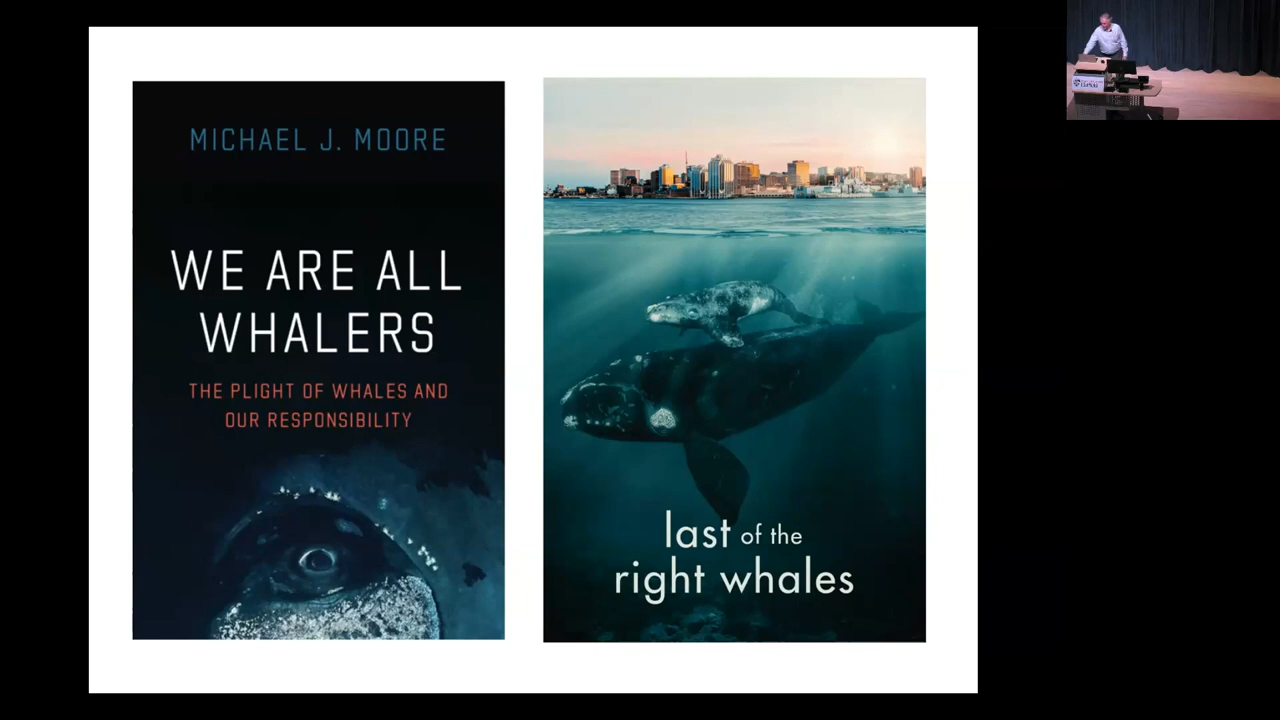 MICHAEL J. MOORE
WE ARE ALL
WHALERS
THE PLIGHT OF WHALES AND
OUR RESPONSIBILITY
last of the
right whales